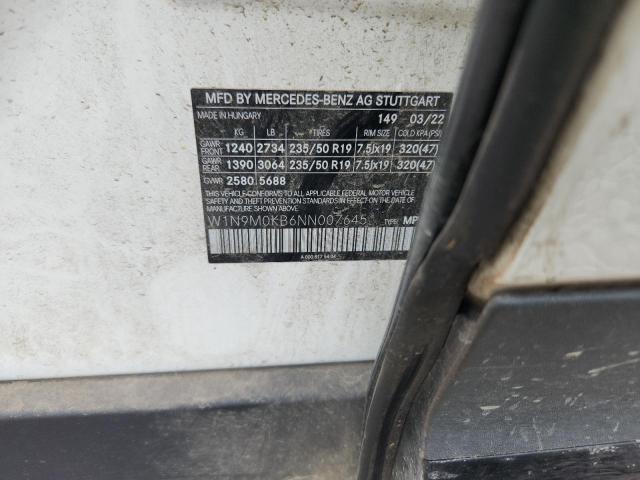 MFD BY MERCEDES-BENZ AG STUTTGART
MADE IN HUNGARY 149 03/22
KG LB TIRES RIM SIZE COLD KPA (PSI)
GAWR FRONT 1240 2734 235/50 R19 7.5Jx19 320(47)
GAWR REAR 1390 3064 235/50 R19 7.5Jx19 320(47)
GVWR 2580 5688
THIS VEHICLE CONFORMS TO ALL APPLICABLE FEDERAL MOTOR VEHICLE
SAFETY AND THEFT PREVENTION STANDARDS IN EFFECT ON THE DATE
OF MANUFACTURE SHOWN ABOVE.
W1N9M0KB6NN007645 TYPE: MP